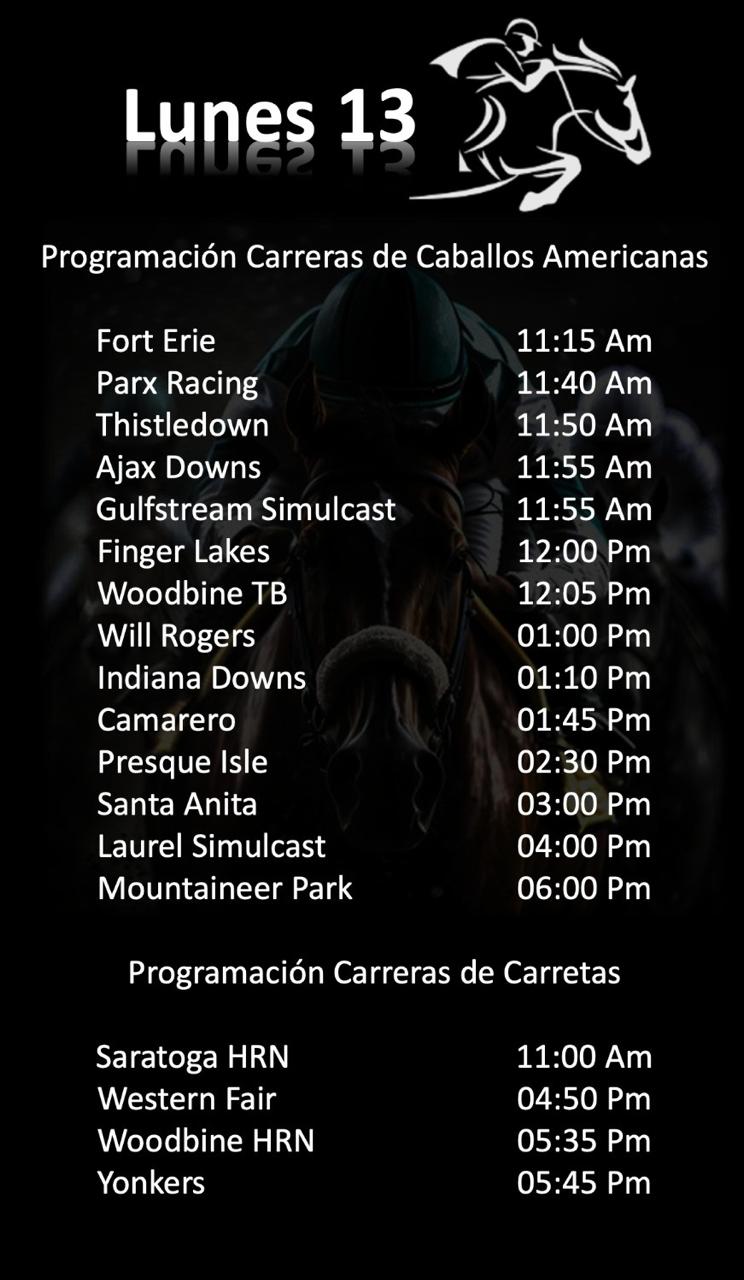 Lunes 13
Programación Carreras de Caballos Americanas
Fort Erie 11:15 Am
Parx Racing 11:40 Am
Thistledown 11:50 Am
Ajax Downs 11:55 Am
Gulfstream Simulcast 11:55 Am
Finger Lakes 12:00 Pm
Woodbine TB 12:05 Pm
Will Rogers 01:00 Pm
Indiana Downs 01:10 Pm
Camarero 01:45 Pm
Presque Isle 02:30 Pm
Santa Anita 03:00 Pm
Laurel Simulcast 04:00 Pm
Mountaineer Park 06:00 Pm
Programación Carreras de Carretas
Saratoga HRN 11:00 Am
Western Fair 04:50 Pm
Woodbine HRN 05:35 Pm
Yonkers 05:45 Pm